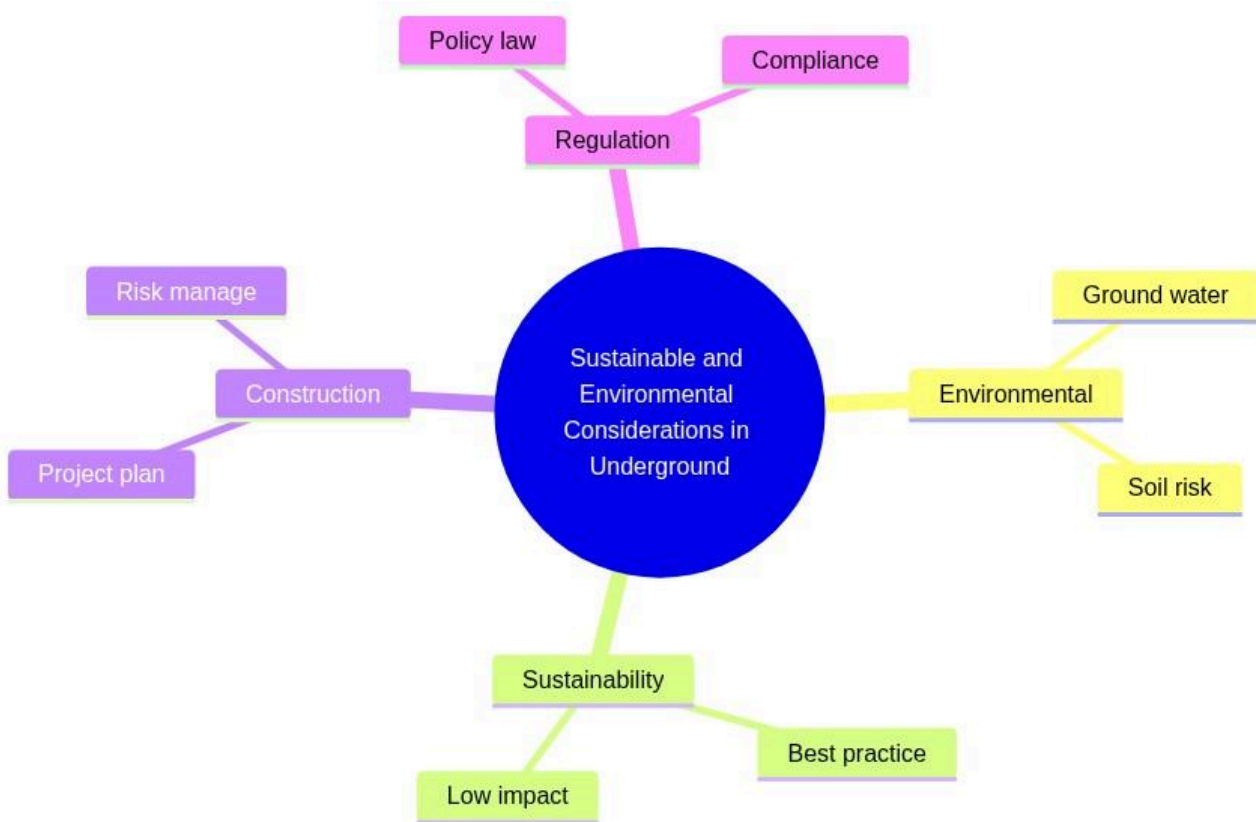 Policy law
Compliance
Regulation
Risk manage
Construction
Project plan
Sustainable and
Environmental
Considerations in
Underground
Ground water
Environmental
Soil risk
Sustainability
Best practice
Low impact